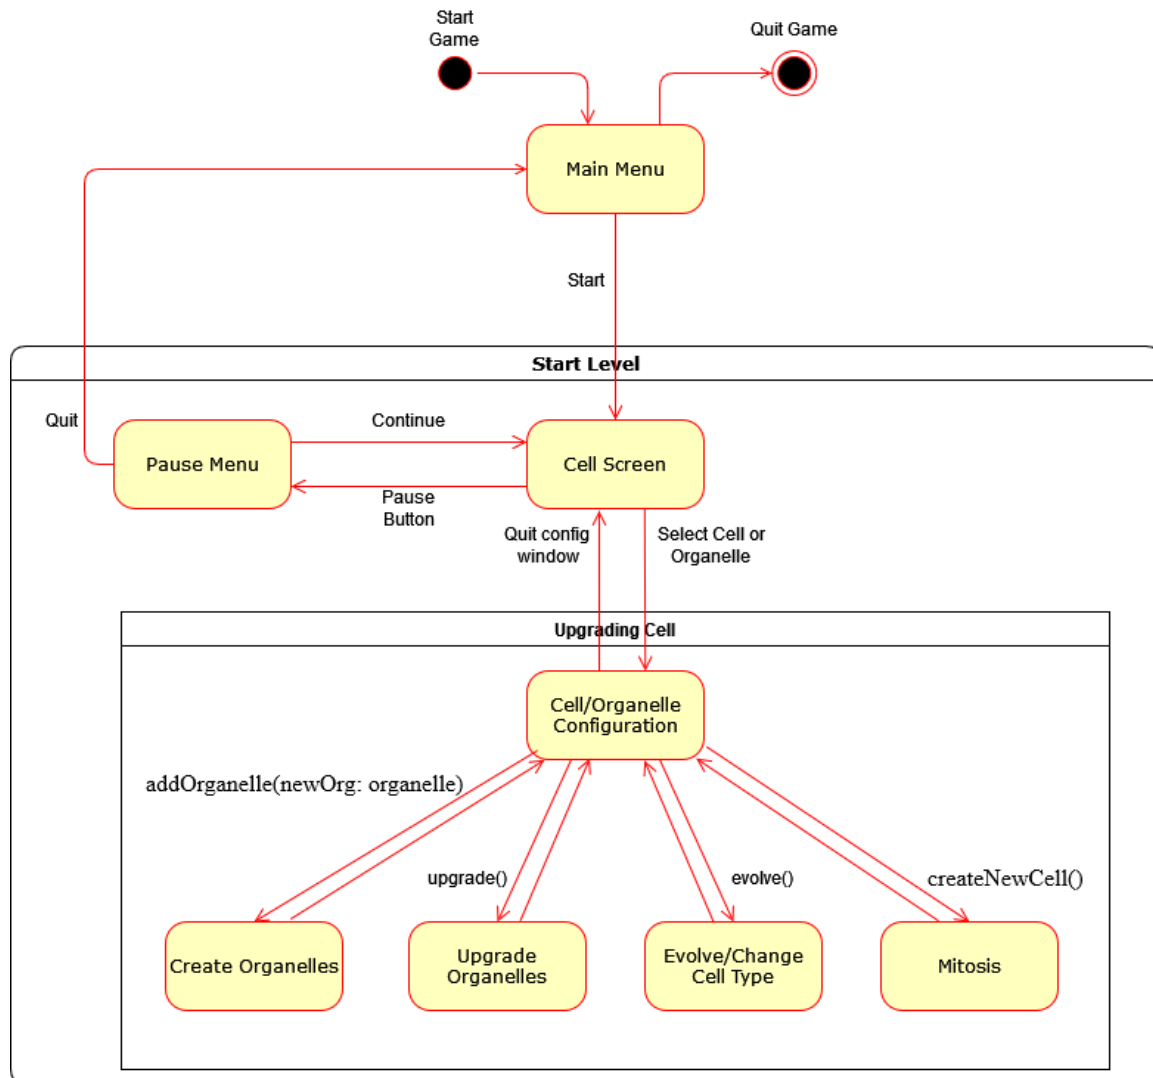 Start
Game
Quit Game
Main Menu
Start
Start Level
Quit
Continue
Pause Menu
Cell Screen
Pause
Button
Quit config
window
Select Cell or
Organelle
Upgrading Cell
Cell/Organelle
Configuration
addOrganelle(newOrg: organelle)
upgrade()
evolve()
createNewCell()
Create Organelles
Upgrade
Organelles
Evolve/Change
Cell Type
Mitosis